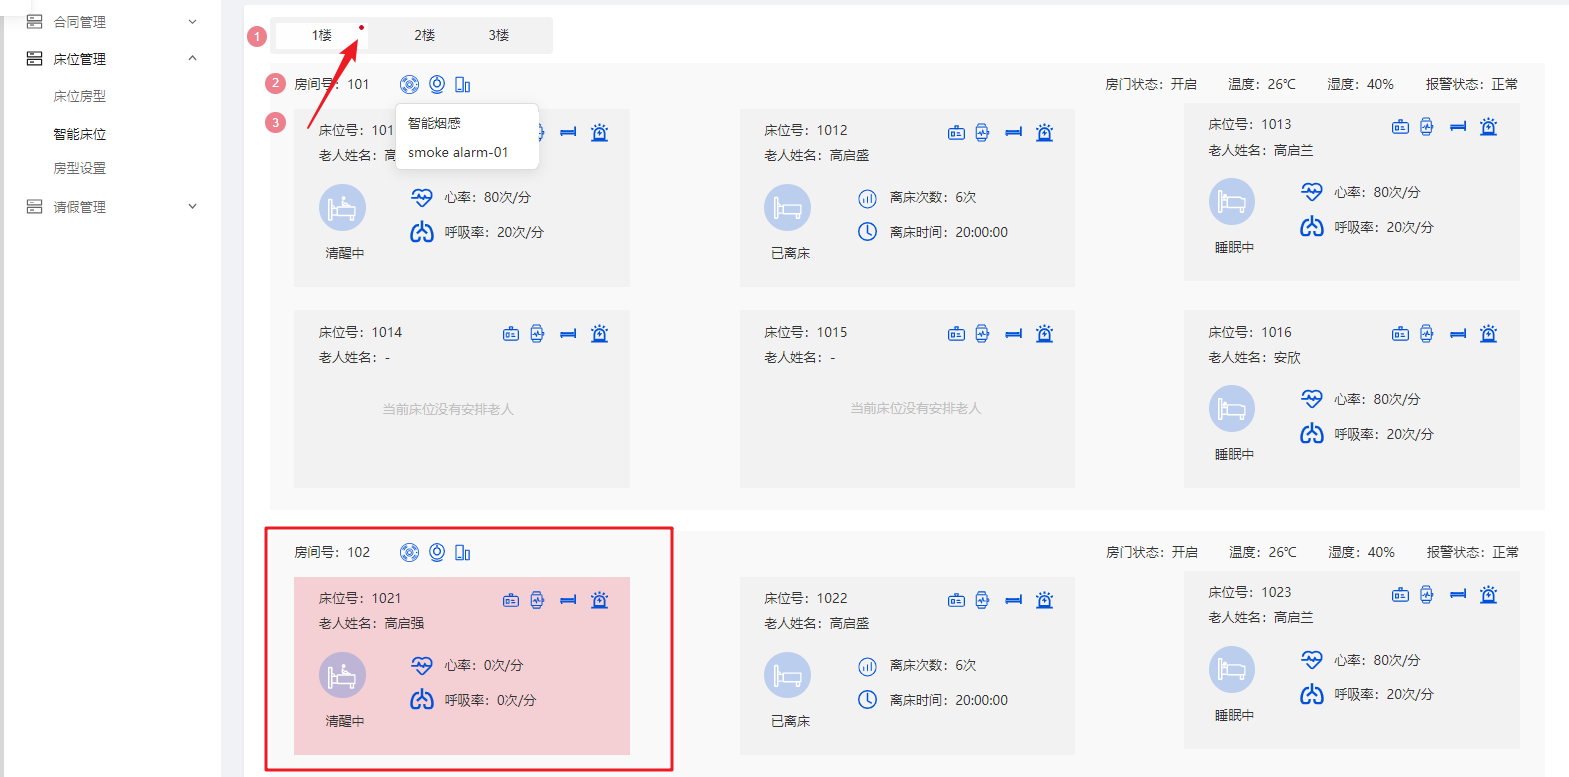 合同管理
床位管理
床位房型
智能床位
房型设置
请假管理
1
1楼
2楼
3楼
2
房间号：101
房门状态：开启
温度：26℃
湿度：40%
报警状态：正常
3
床位号：101
老人姓名：高
智能烟感
smoke alarm-01
心率：80次/分
呼吸率：20次/分
清醒中
床位号：1012
老人姓名：高启盛
离床次数：6次
离床时间：20:00:00
已离床
床位号：1013
老人姓名：高启兰
心率：80次/分
呼吸率：20次/分
睡眠中
床位号：1014
老人姓名：-
当前床位没有安排老人
床位号：1015
老人姓名：-
当前床位没有安排老人
床位号：1016
老人姓名：安欣
心率：80次/分
呼吸率：20次/分
睡眠中
房间号：102
房门状态：开启
温度：26℃
湿度：40%
报警状态：正常
床位号：1021
老人姓名：高启强
心率：0次/分
呼吸率：0次/分
清醒中
床位号：1022
老人姓名：高启盛
离床次数：6次
离床时间：20:00:00
已离床
床位号：1023
老人姓名：高启兰
心率：80次/分
呼吸率：20次/分
睡眠中